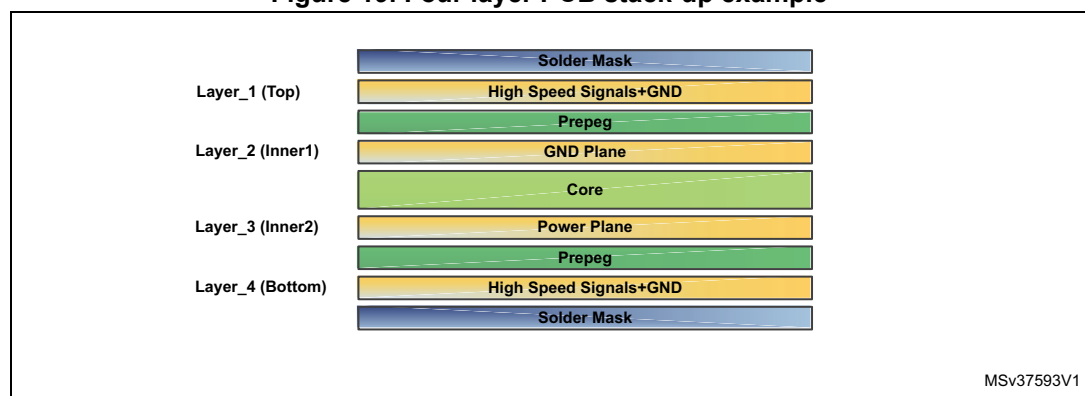 Solder Mask
Layer_1 (Top) High Speed Signals+GND
Prepeg
Layer_2 (Inner1) GND Plane
Core
Layer_3 (Inner2) Power Plane
Prepeg
Layer_4 (Bottom) High Speed Signals+GND
Solder Mask
MSv37593V1